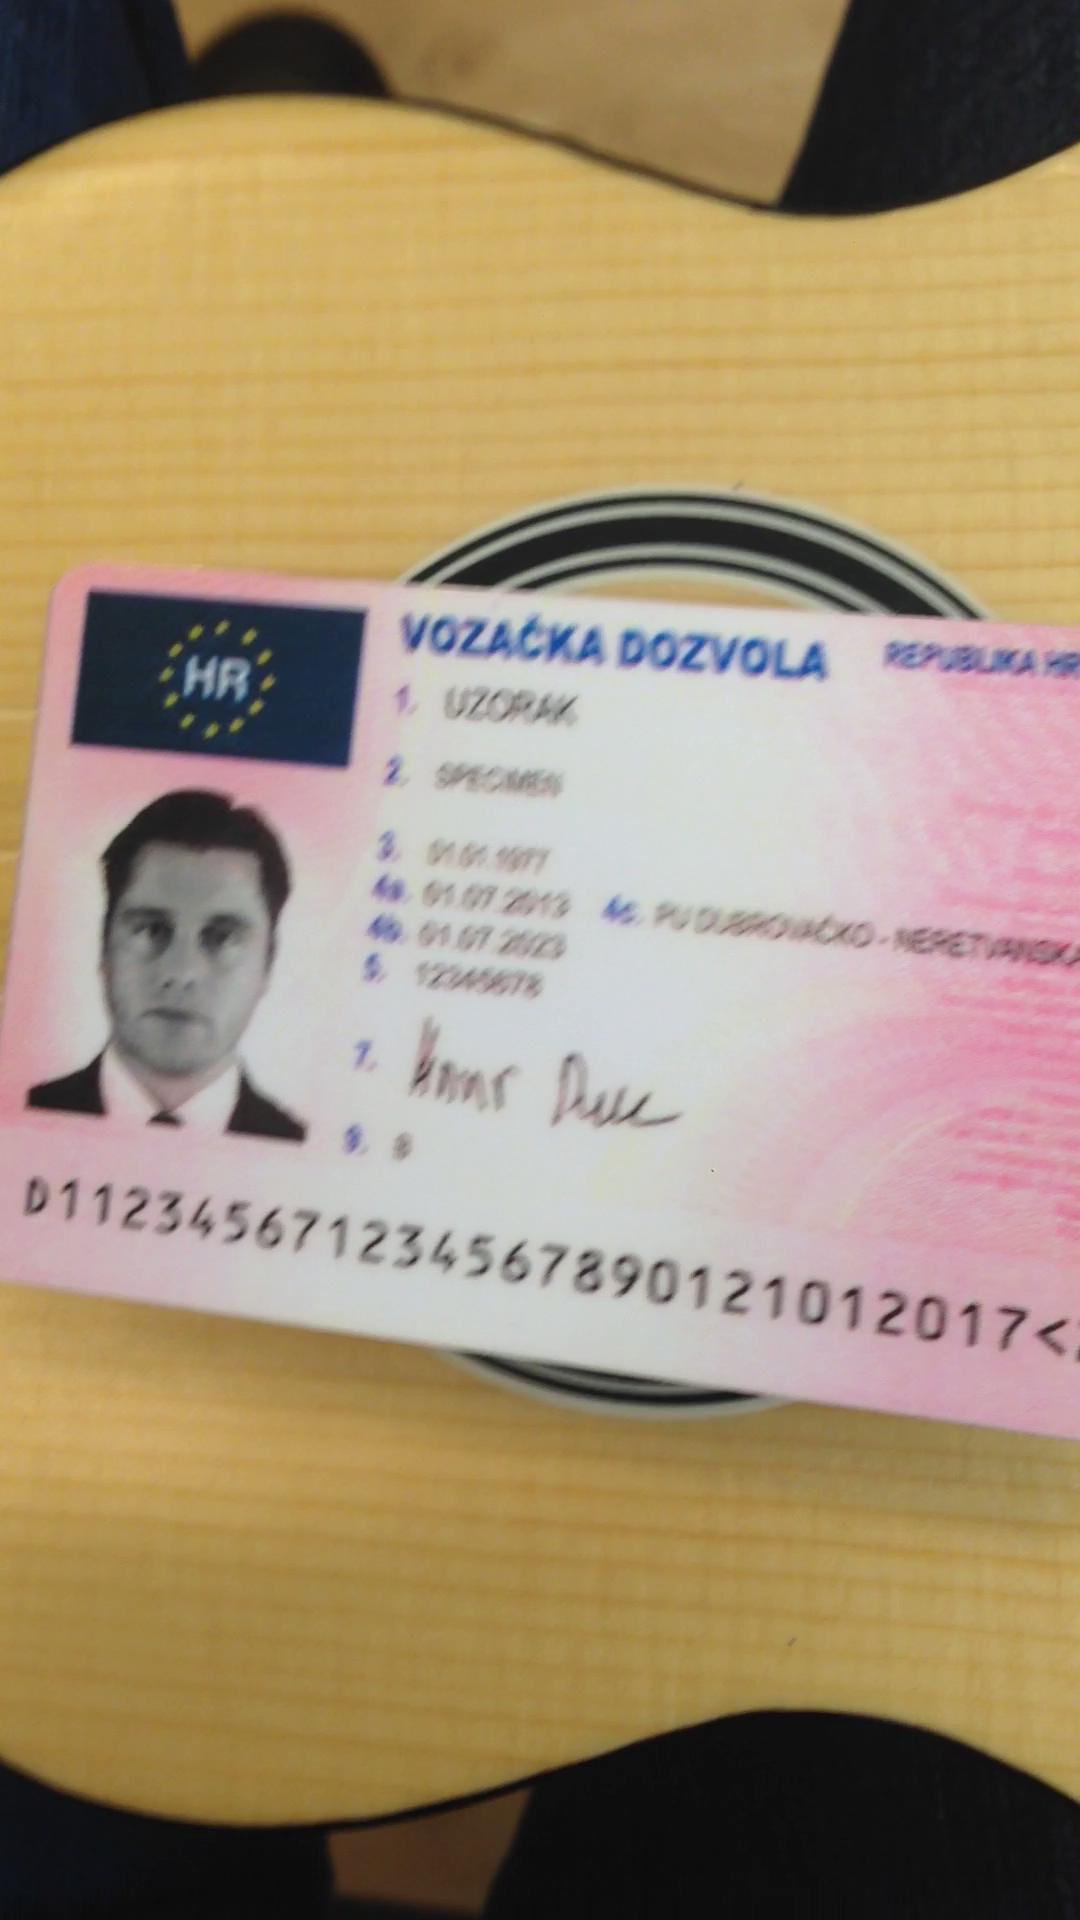 HR
VOZAČKA DOZVOLA REPUBLIKA HR
1. UZORAK
2. SPECIMEN
3. 01.01.1977
4a. 01.07.2013 4c. PU DUBROVAČKO - NERETVANSKA
4b. 01.07.2023
5. 12345678
7.
9. B
D112345671234567890121012017<